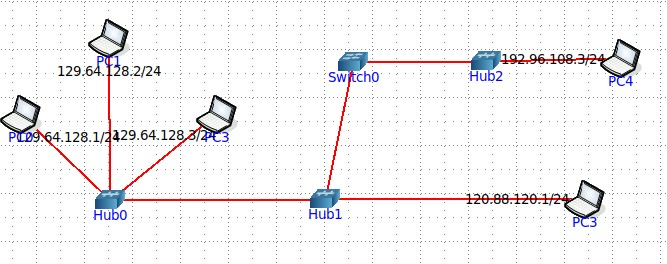 PC1
129.64.128.2/24
Switch0
Hub2
192.96.108.3/24
PC4
129.64.128.1/24
129.64.128.3/24
PC3
Hub0
Hub1
120.88.120.1/24
PC3